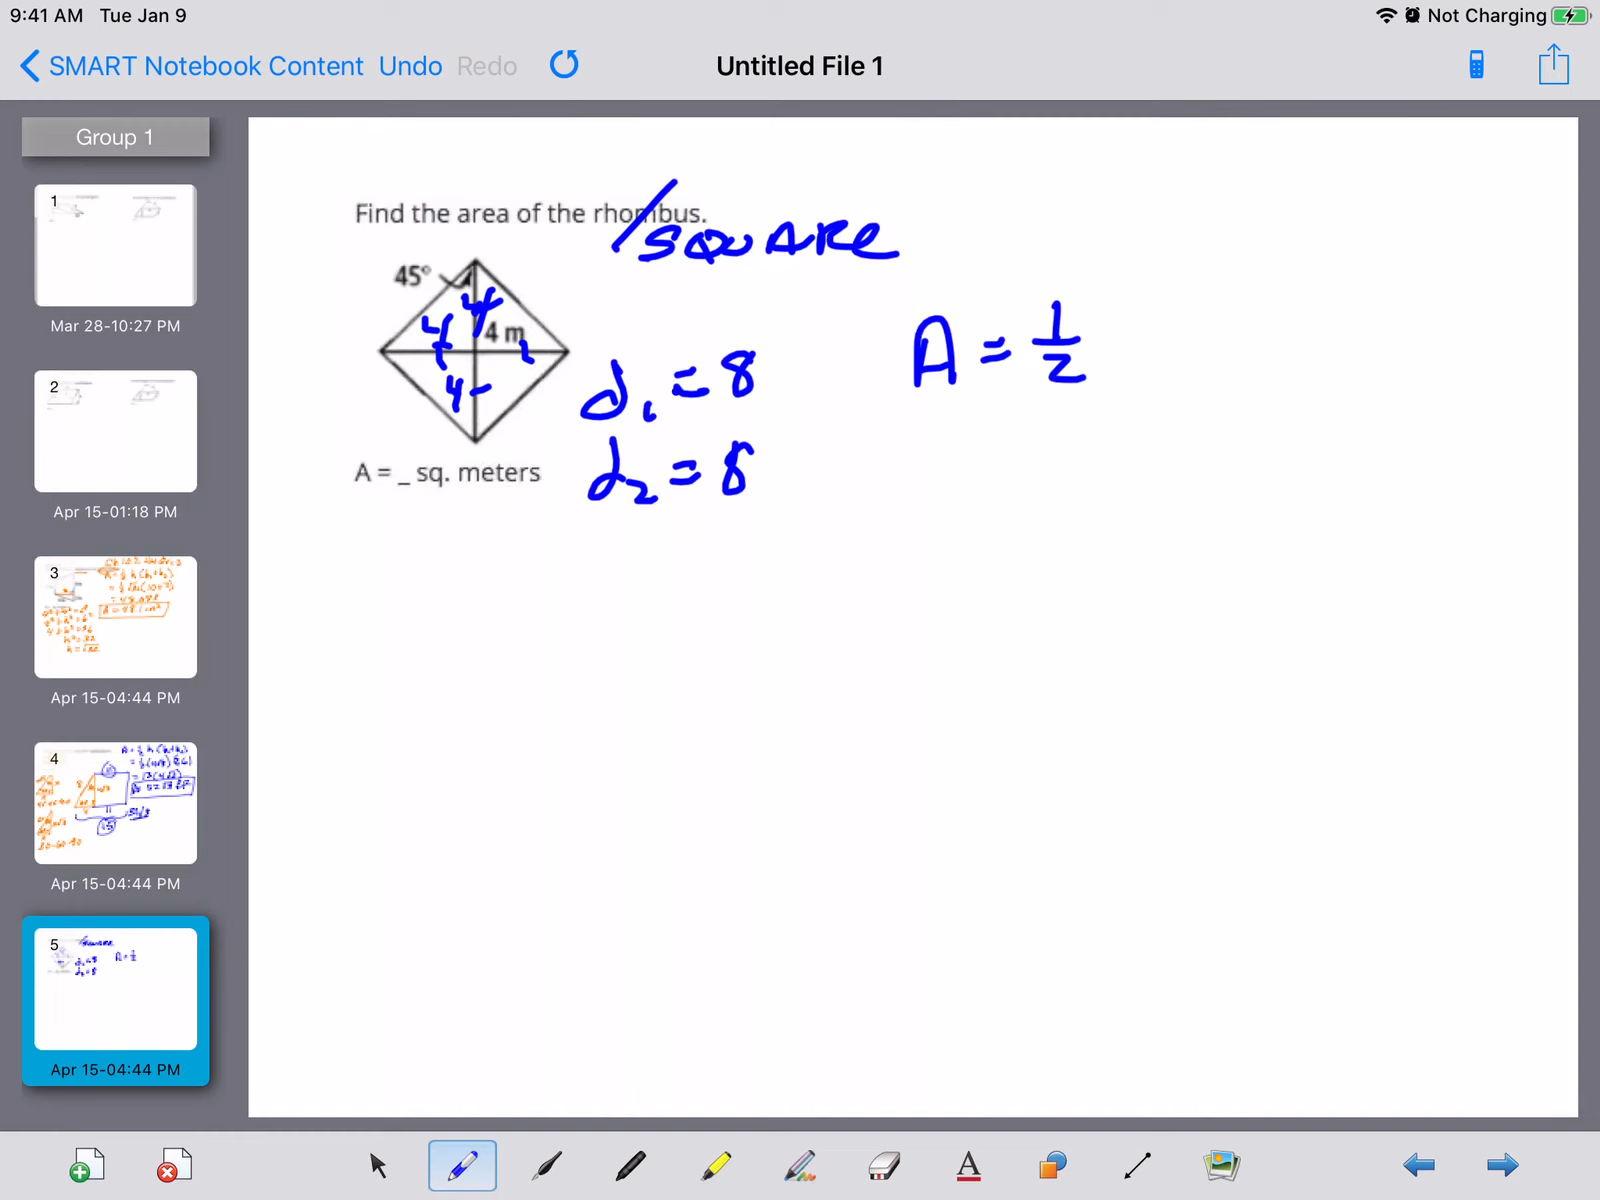 9:41 AM Tue Jan 9
Not Charging
SMART Notebook Content Undo Redo
Untitled File 1
Group 1
1
Mar 28-10:27 PM
2
Apr 15-01:18 PM
3
Apr 15-04:44 PM
4
Apr 15-04:44 PM
5
Apr 15-04:44 PM
Find the area of the rhombus.
/SQUARE
45°
4
4
4 m
4
A = _ sq. meters
d₁ = 8
d₂ = 8
A = 1/2
A